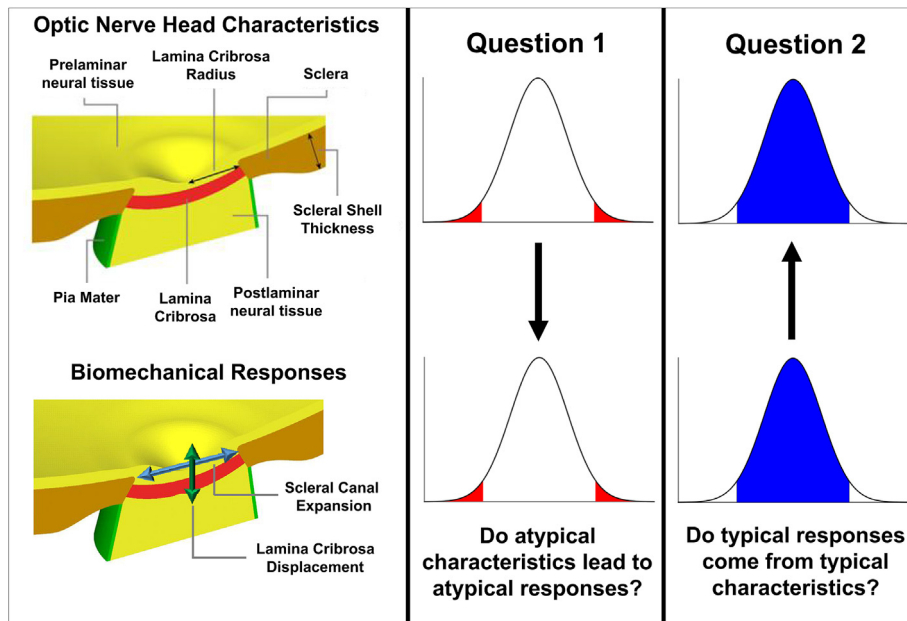 Optic Nerve Head Characteristics
Prelaminar
neural tissue
Lamina Cribrosa
Radius
Sclera
Scleral Shell
Thickness
Pia Mater
Lamina
Cribrosa
Postlaminar
neural tissue
Biomechanical Responses
Scleral Canal
Expansion
Lamina Cribrosa
Displacement
Question 1
Do atypical
characteristics lead to
atypical responses?
Question 2
Do typical responses
come from typical
characteristics?